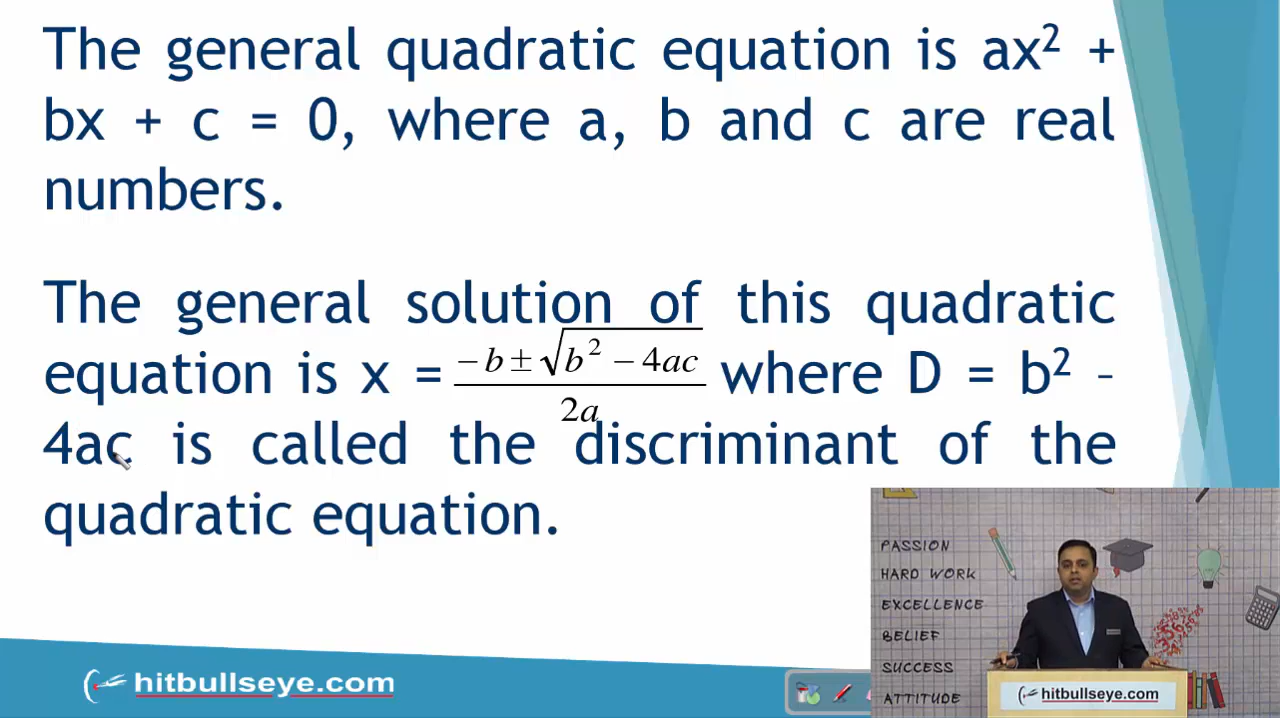 The general quadratic equation is ax² +
bx + c = 0, where a, b and c are real
numbers.
The general solution of this quadratic
equation is x = (−b ± √(b² − 4ac)) / 2a where D = b² –
4ac is called the discriminant of the
quadratic equation.
PASSION
HARD WORK
EXCELLENCE
BELIEF
SUCCESS
ATTITUDE
hitbullseye.com
hitbullseye.com